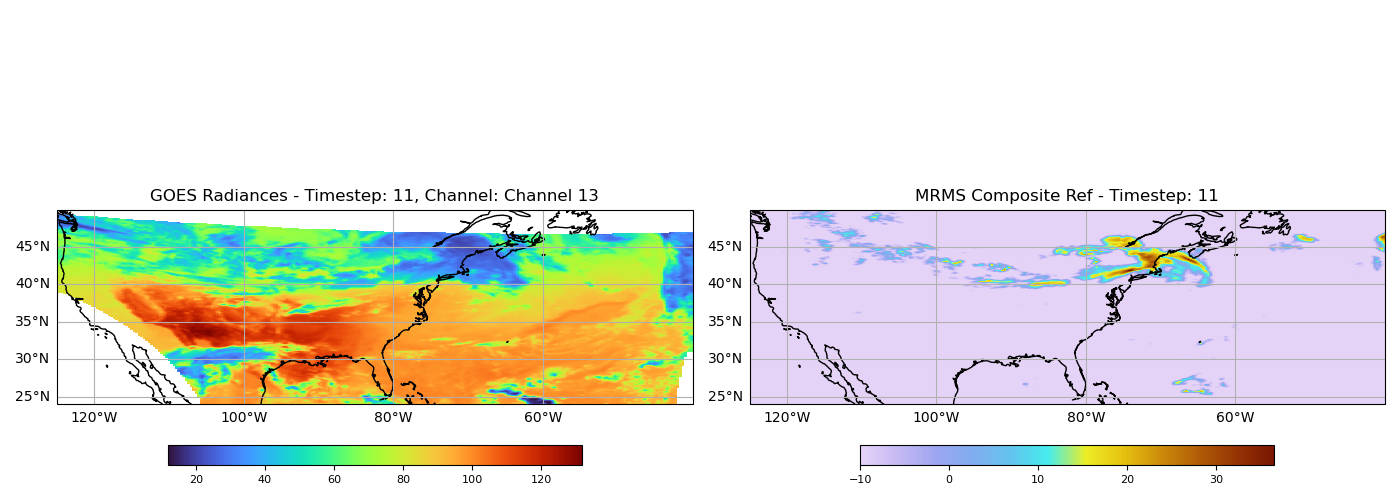 GOES Radiances - Timestep: 11, Channel: Channel 13
45°N
40°N
35°N
30°N
25°N
120°W 100°W 80°W 60°W
20 40 60 80 100 120
MRMS Composite Ref - Timestep: 11
45°N
40°N
35°N
30°N
25°N
120°W 100°W 80°W 60°W
−10 0 10 20 30